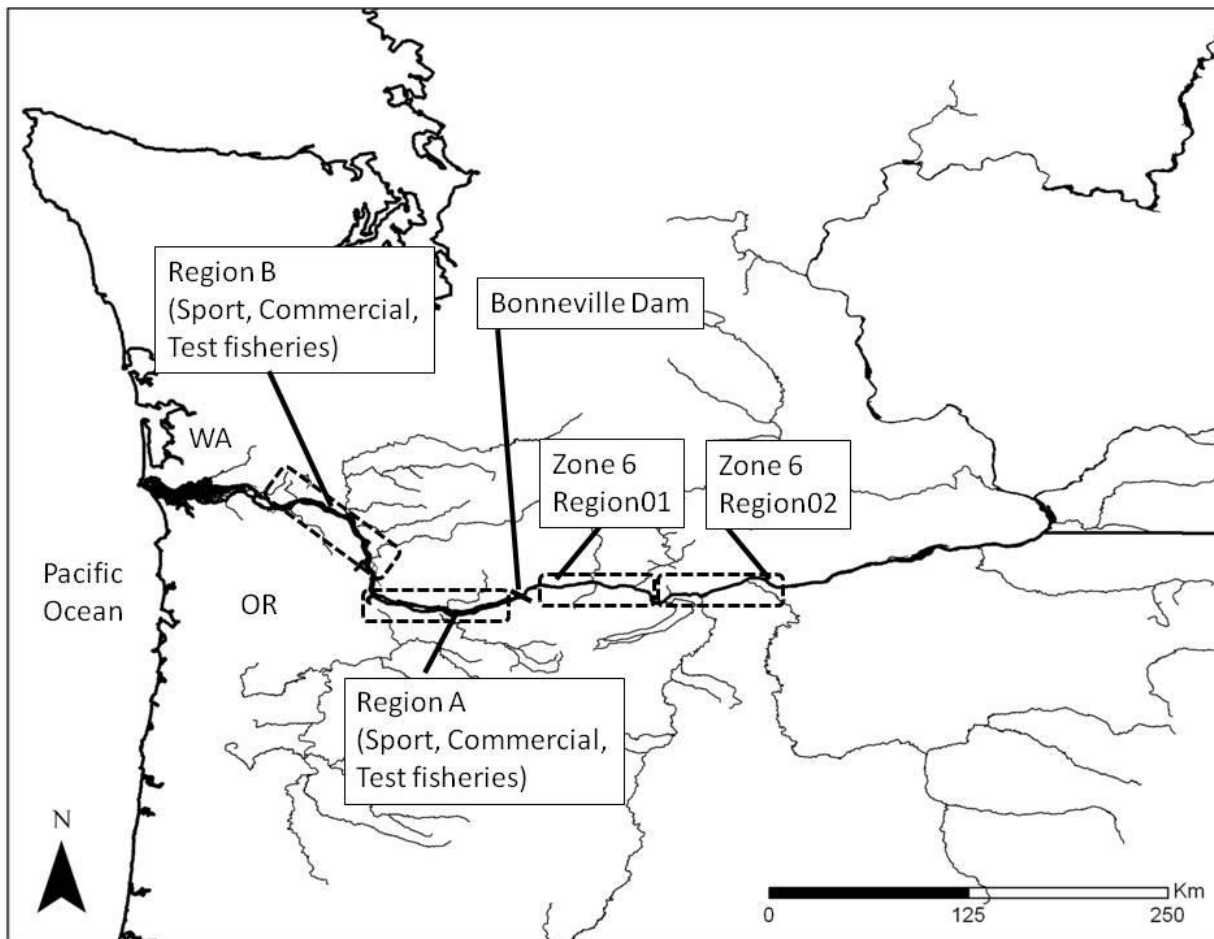 Region B
(Sport, Commercial,
Test fisheries)
Bonneville Dam
WA
Zone 6
Region01
Zone 6
Region02
Pacific
Ocean
OR
Region A
(Sport, Commercial,
Test fisheries)
N
Km
0
125
250